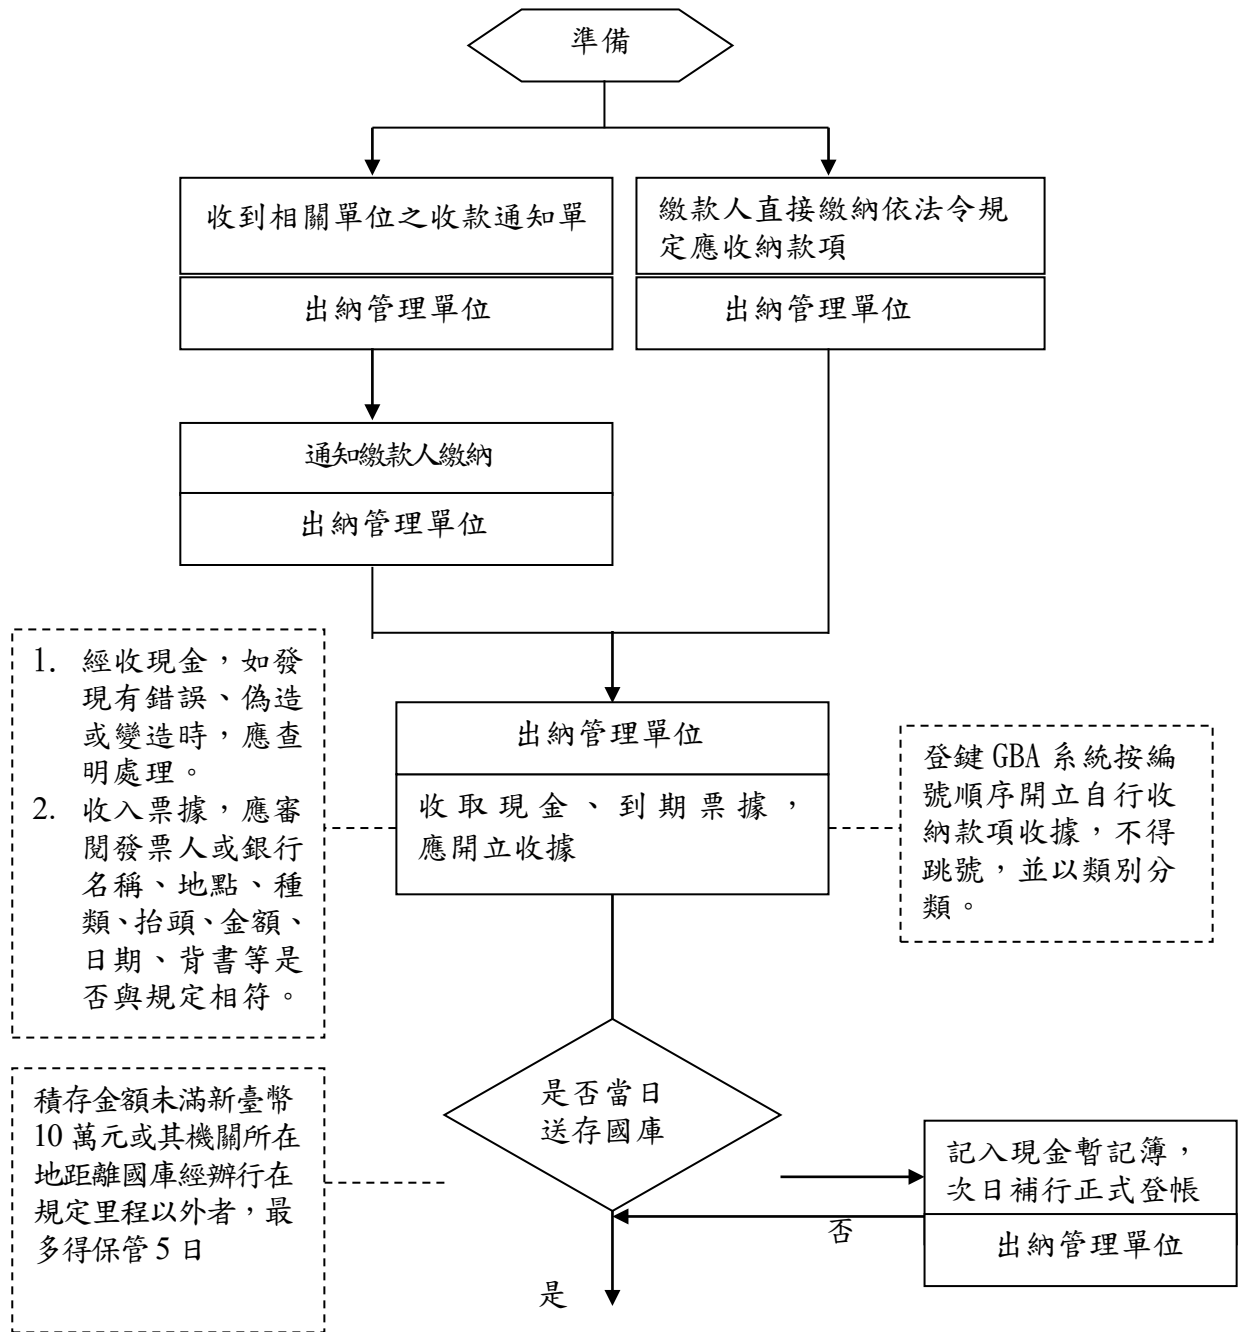 準備
收到相關單位之收款通知單
出納管理單位
繳款人直接繳納依法令規
定應收納款項
出納管理單位
通知繳款人繳納
出納管理單位
1. 經收現金，如發
現有錯誤、偽造
或變造時，應查
明處理。
2. 收入票據，應審
閱發票人或銀行
名稱、地點、種
類、抬頭、金額、
日期、背書等是
否與規定相符。
出納管理單位
收取現金、到期票據，
應開立收據
登鍵 GBA 系統按編
號順序開立自行收
納款項收據，不得
跳號，並以類別分
類。
積存金額未滿新臺幣
10 萬元或其機關所在
地距離國庫經辦行在
規定里程以外者，最
多得保管 5 日
是否當日
送存國庫
記入現金暫記簿，
次日補行正式登帳
出納管理單位
否
是